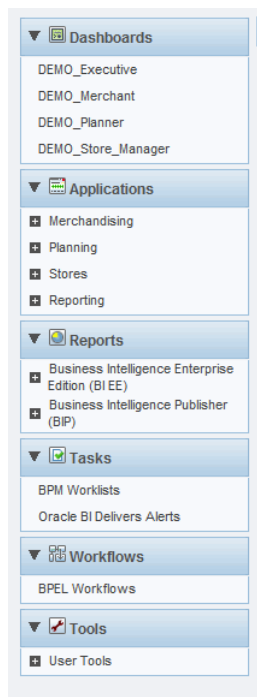 Dashboards
DEMO_Executive
DEMO_Merchant
DEMO_Planner
DEMO_Store_Manager
Applications
Merchandising
Planning
Stores
Reporting
Reports
Business Intelligence Enterprise
Edition (BI EE)
Business Intelligence Publisher
(BIP)
Tasks
BPM Worklists
Oracle BI Delivers Alerts
Workflows
BPEL Workflows
Tools
User Tools